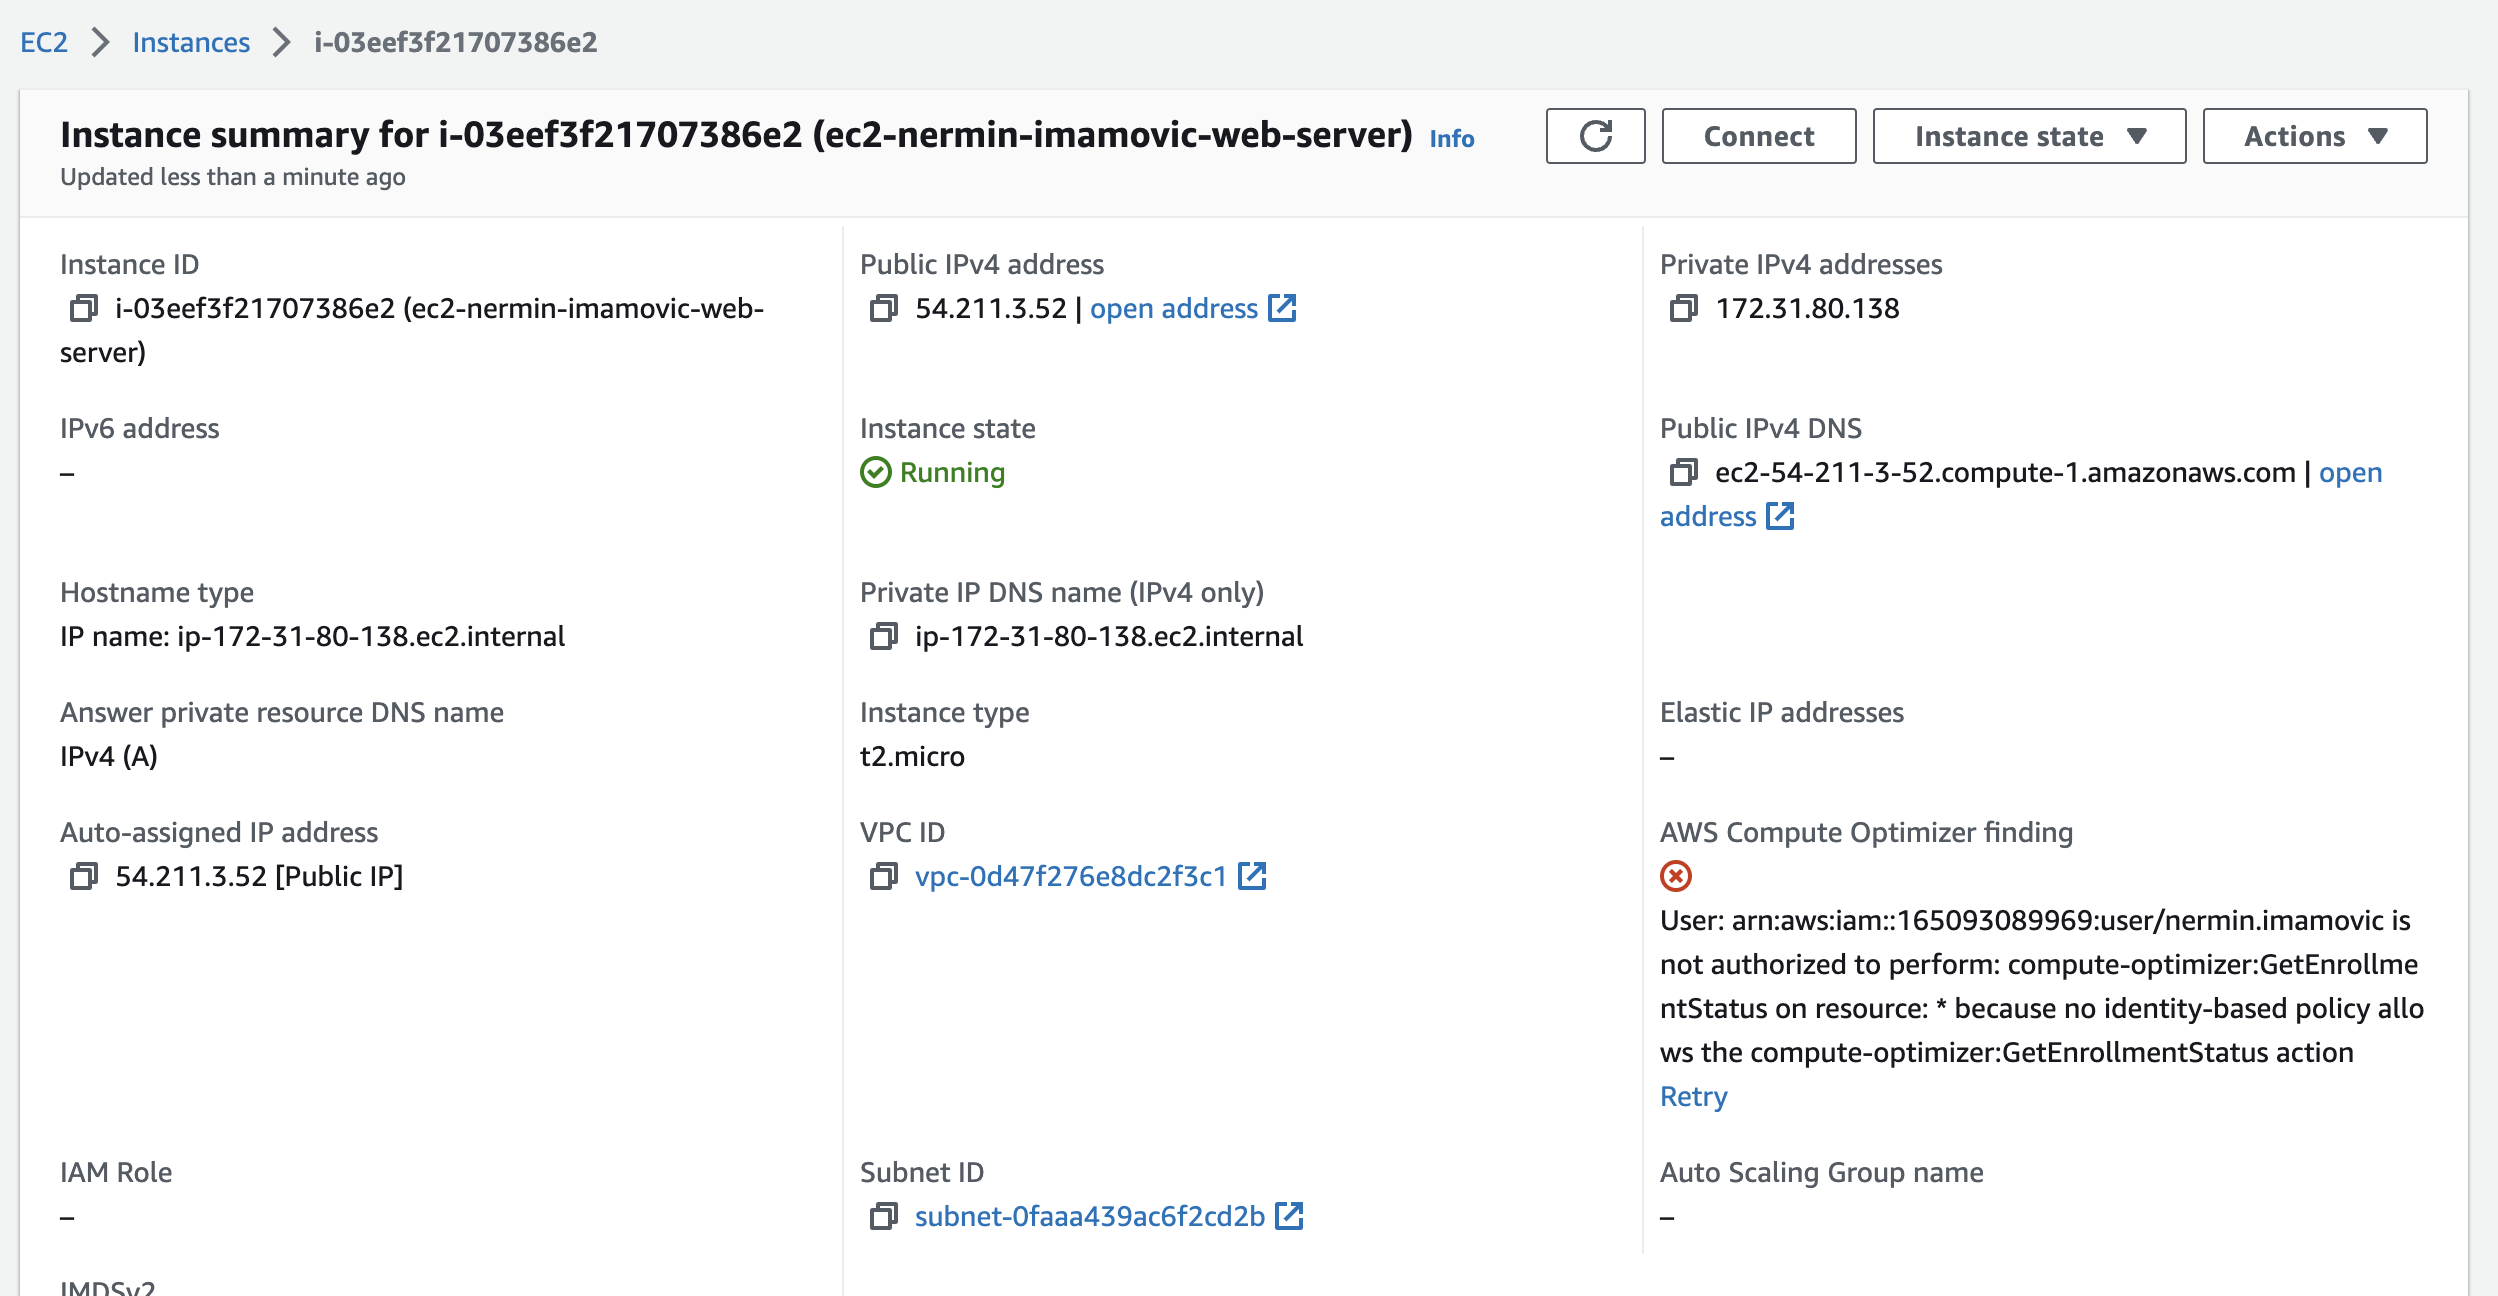 EC2 > Instances > i-03eef3f21707386e2
Instance summary for i-03eef3f21707386e2 (ec2-nermin-imamovic-web-server) Info
Updated less than a minute ago
Connect
Instance state
Actions
Instance ID
i-03eef3f21707386e2 (ec2-nermin-imamovic-web-
server)
Public IPv4 address
54.211.3.52 | open address
Private IPv4 addresses
172.31.80.138
IPv6 address
–
Instance state
Running
Public IPv4 DNS
ec2-54-211-3-52.compute-1.amazonaws.com | open
address
Hostname type
IP name: ip-172-31-80-138.ec2.internal
Private IP DNS name (IPv4 only)
ip-172-31-80-138.ec2.internal
Answer private resource DNS name
IPv4 (A)
Instance type
t2.micro
Elastic IP addresses
–
Auto-assigned IP address
54.211.3.52 [Public IP]
VPC ID
vpc-0d47f276e8dc2f3c1
AWS Compute Optimizer finding
User: arn:aws:iam::165093089969:user/nermin.imamovic is
not authorized to perform: compute-optimizer:GetEnrollme
ntStatus on resource: * because no identity-based policy allo
ws the compute-optimizer:GetEnrollmentStatus action
Retry
IAM Role
–
Subnet ID
subnet-0faaa439ac6f2cd2b
Auto Scaling Group name
–
IMDSv2